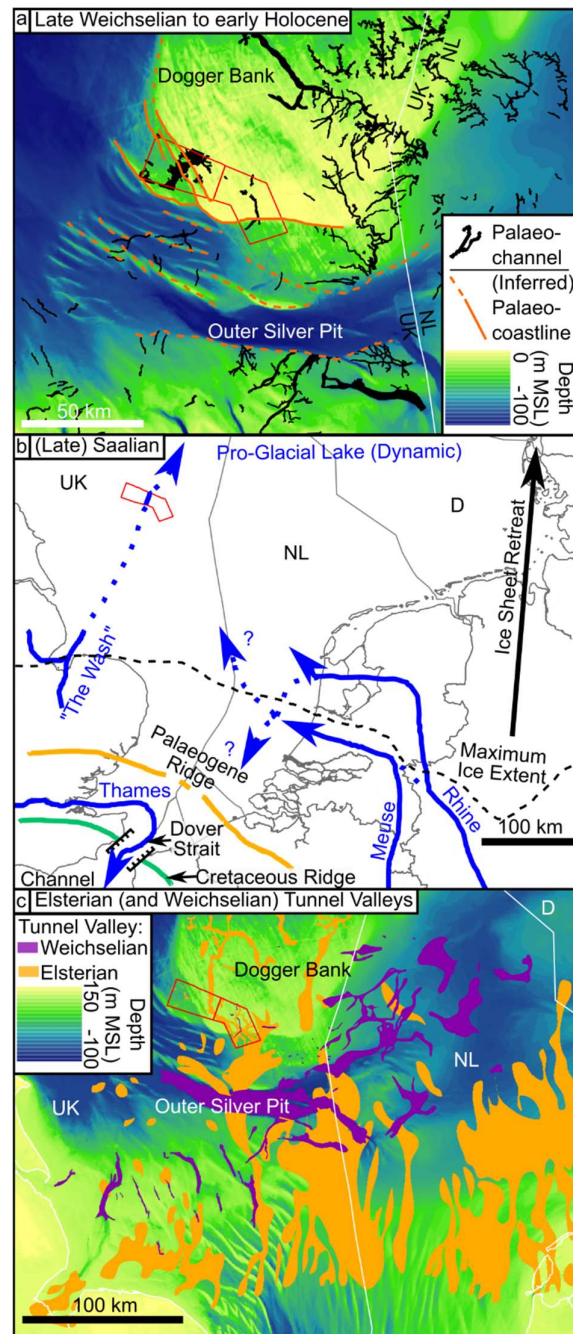 a Late Weichselian to early Holocene
Dogger Bank
UK
NL
Outer Silver Pit
UK
NL
50 km
Palaeo-
channel
(Inferred)
Palaeo-
coastline
0
-100
Depth
(m MSL)
b (Late) Saalian
Pro-Glacial Lake (Dynamic)
UK
D
NL
Ice Sheet Retreat
"The Wash"
?
?
Palaeogene
Ridge
Maximum
Ice Extent
Thames
Meuse
Rhine
Dover
Strait
100 km
Channel
Cretaceous Ridge
c Elsterian (and Weichselian) Tunnel Valleys
Tunnel Valley:
Weichselian
Elsterian
150
-100
Depth
(m MSL)
D
Dogger Bank
NL
UK
Outer Silver Pit
100 km